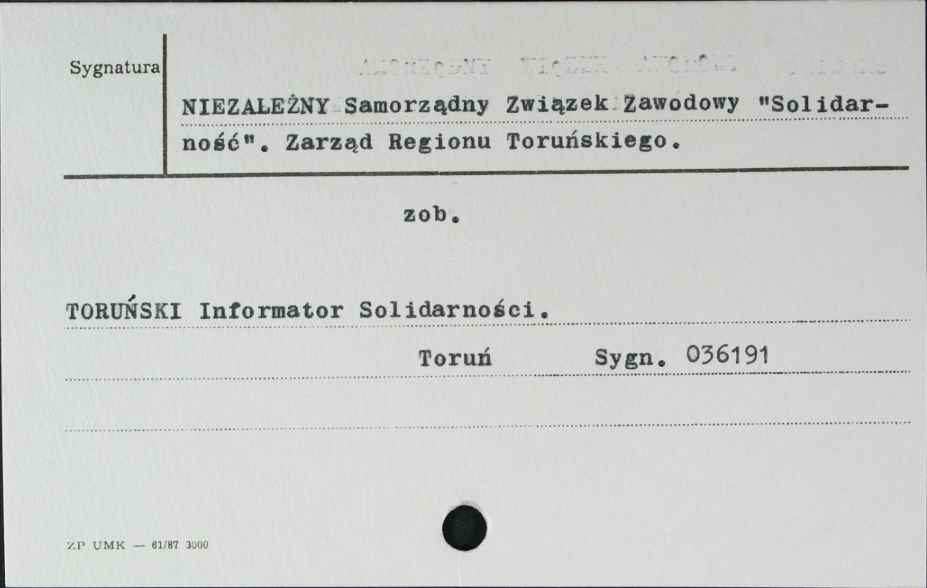 Sygnatura
NIEZALEŻNY Samorządny Związek Zawodowy "Solidar-
ność". Zarząd Regionu Toruńskiego.
zob.
TORUŃSKI Informator Solidarności.
Toruń Sygn. 036191
ZP UMK — 61/87 3000